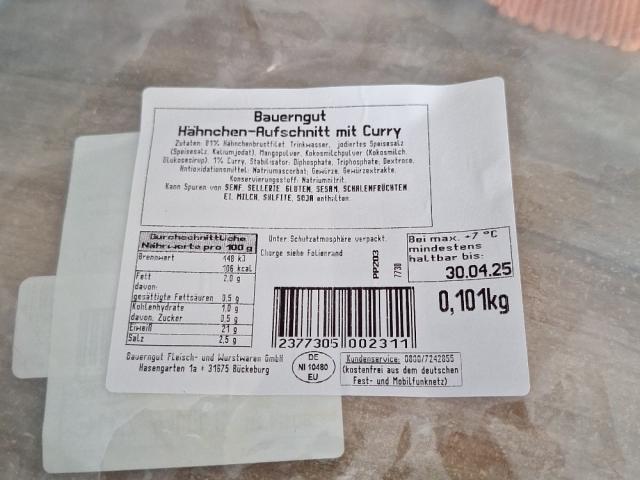 Bauerngut
Hähnchen-Aufschnitt mit Curry
Zutaten: 81% Hähnchenbrustfilet, Trinkwasser, jodiertes Speisesalz
(Speisesalz, Kaliumjodat), Mangopulver, Kokosmilchpulver (Kokosmilch,
Glukosesirup), 1% Curry, Stabilisator: Diphosphate, Triphosphate; Dextrose,
Antioxidationsmittel: Natriumascorbat; Gewürze, Gewürzextrakte,
Konservierungsstoff: Natriumnitrit.
Kann Spuren von SENF, SELLERIE, GLUTEN, SESAM, SCHALENFRÜCHTEN
EI, MILCH, SULFITE, SOJA enthalten.
Durchschnittliche
Nährwerte pro 100 g
Brennwert 448 kJ
106 kcal
Fett 2,0 g
davon:
gesättigte Fettsäuren 0,5 g
Kohlenhydrate 1,0 g
davon: Zucker 0,5 g
Eiweiß 21 g
Salz 2,5 g
Unter Schutzatmosphäre verpackt.
Charge siehe Folienrand
PP203
7730
Bei max. +7 °C
mindestens
haltbar bis:
30.04.25
0,101kg
2377305 002311
Bauerngut Fleisch- und Wurstwaren GmbH
Hasengarten 1a • 31675 Bückeburg
DE
NI 10480
EU
Kundenservice: 0800/7242855
(kostenfrei aus dem deutschen
Fest- und Mobilfunknetz)